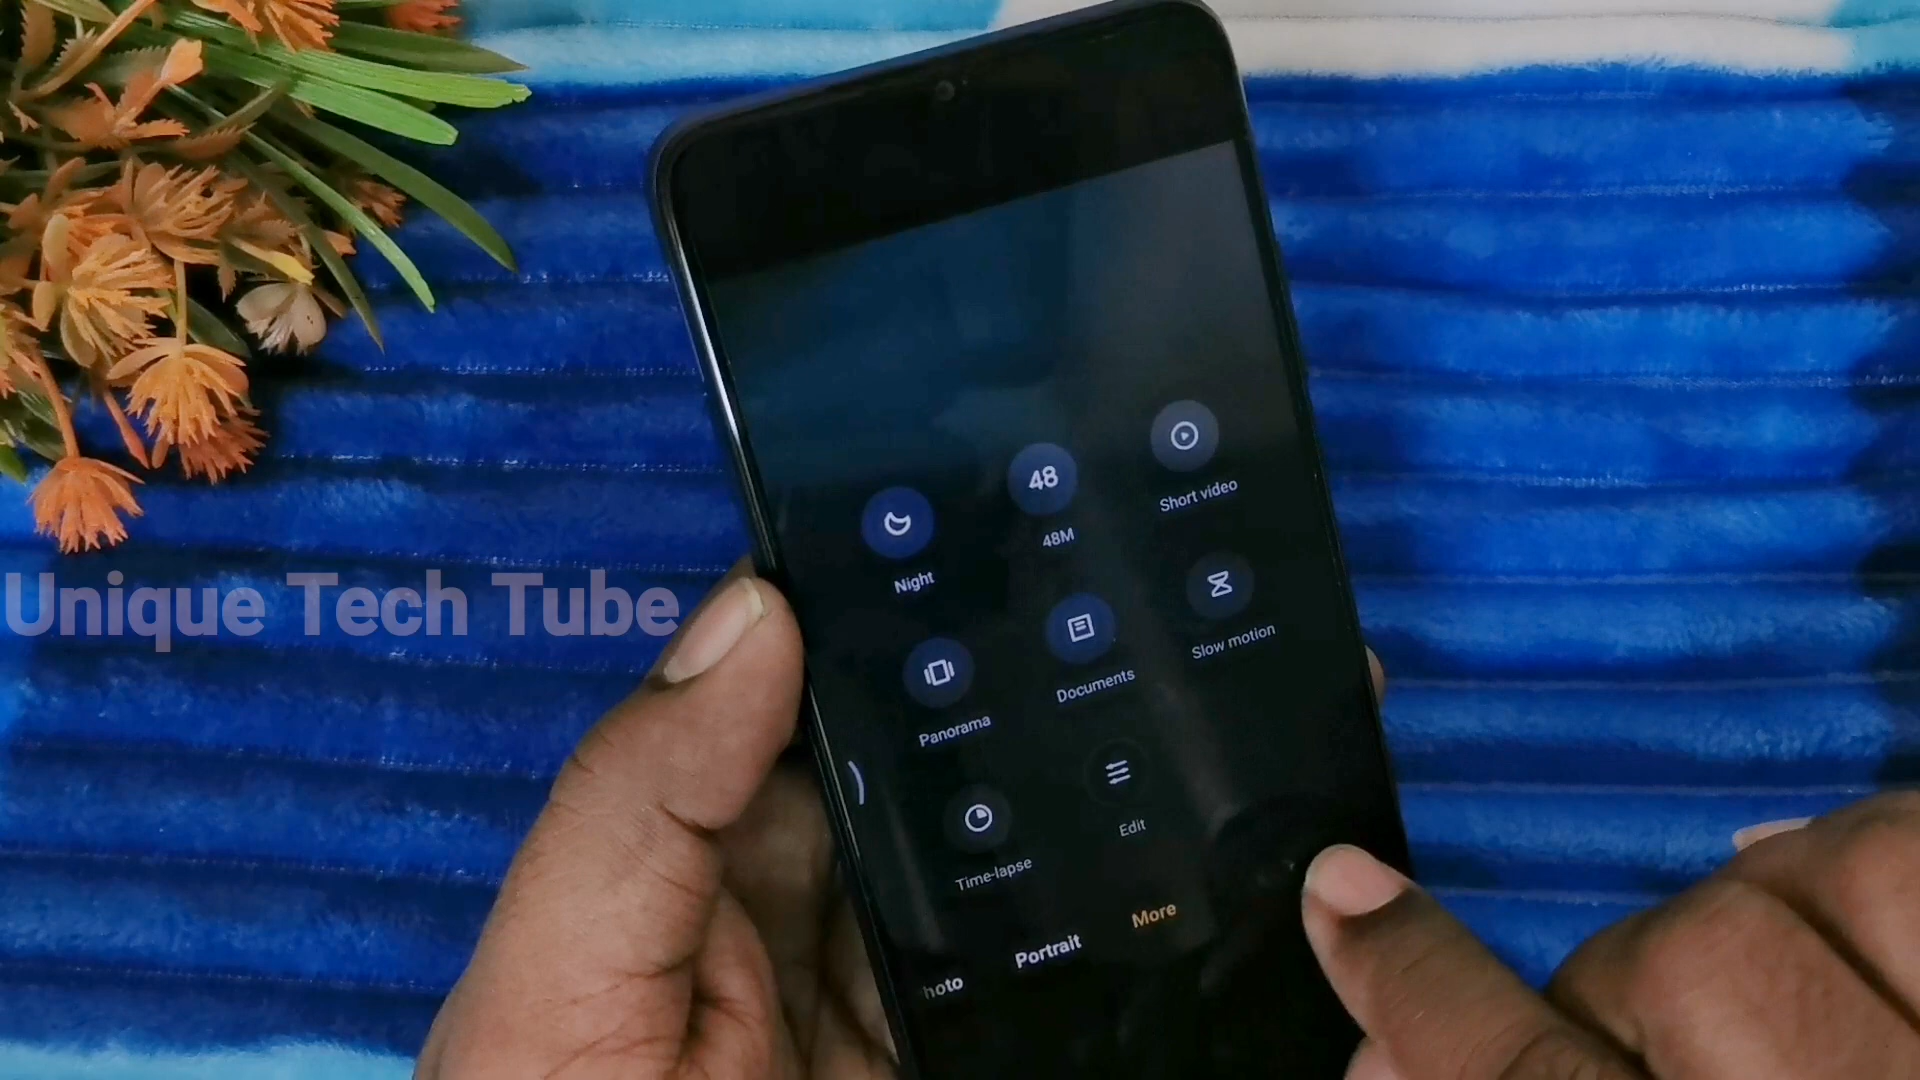 48
Short video
48M
Night
Slow motion
Documents
Panorama
Edit
Time-lapse
More
Portrait
hoto
Unique Tech Tube